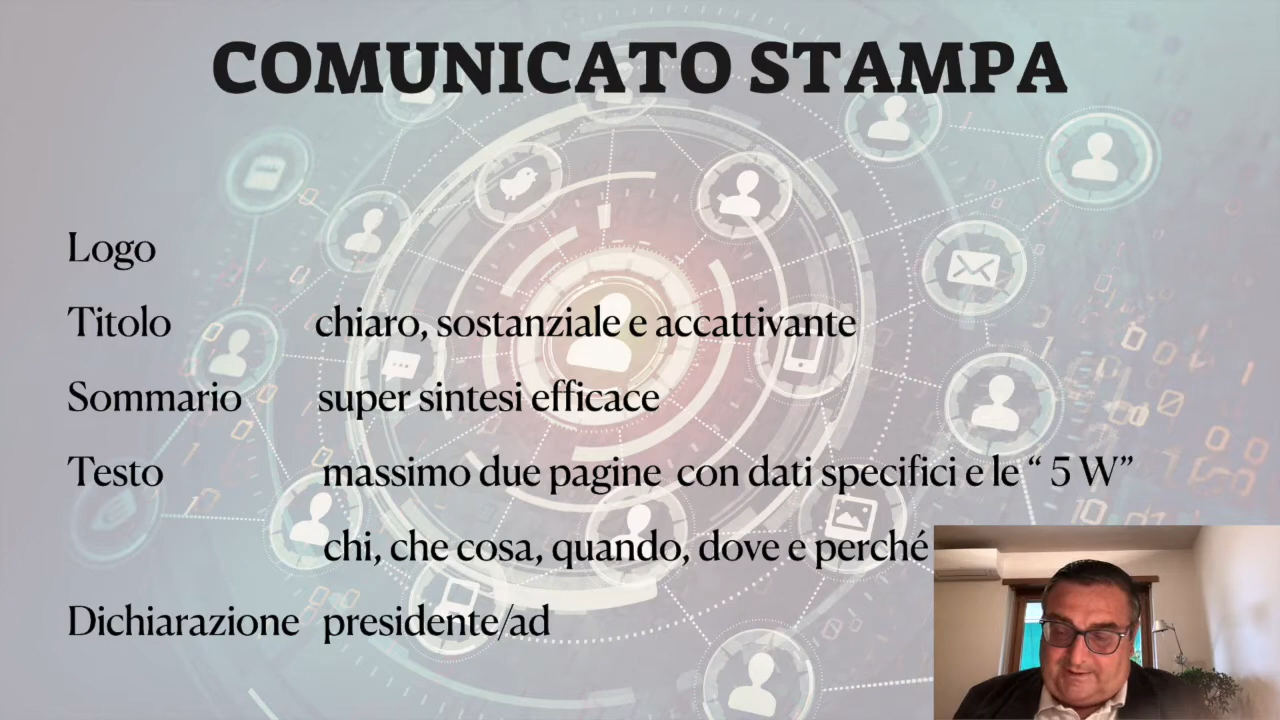 COMUNICATO STAMPA
Logo
Titolo chiaro, sostanziale e accattivante
Sommario super sintesi efficace
Testo massimo due pagine con dati specifici e le “ 5 W”
chi, che cosa, quando, dove e perché
Dichiarazione presidente/ad